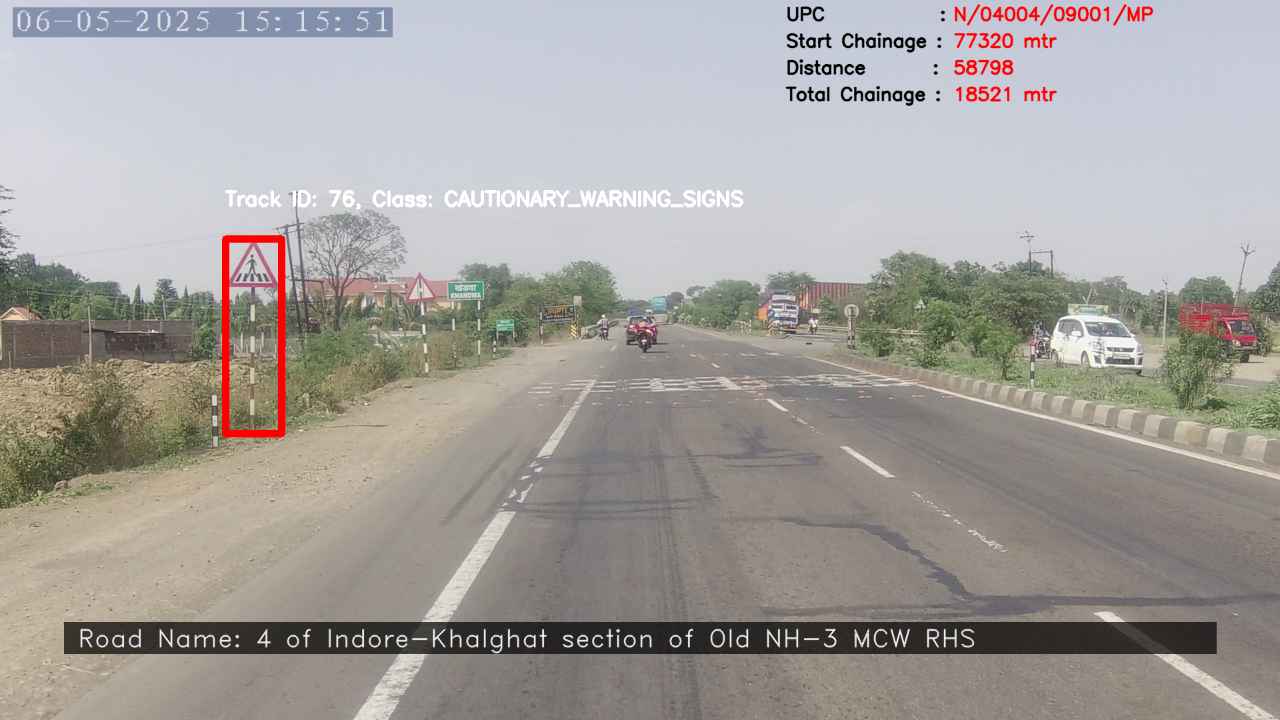 06-05-2025 15:15:51
UPC : N/04004/09001/MP
Start Chainage : 77320 mtr
Distance : 58798
Total Chainage : 18521 mtr
Track ID: 76, Class: CAUTIONARY_WARNING_SIGNS
खंडवा
KHANDWA
Road Name: 4 of Indore-Khalghat section of Old NH-3 MCW RHS